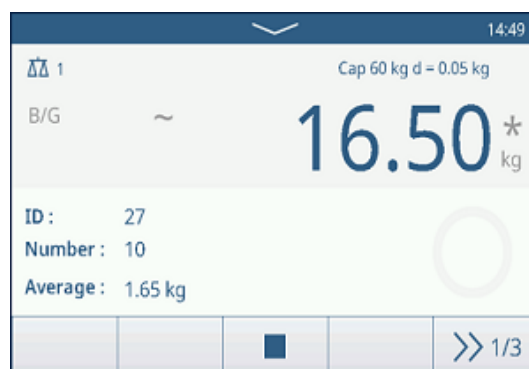 14:49
1 Cap 60 kg d = 0.05 kg
B/G ~ 16.50 * kg
ID : 27
Number : 10
Average : 1.65 kg
1/3